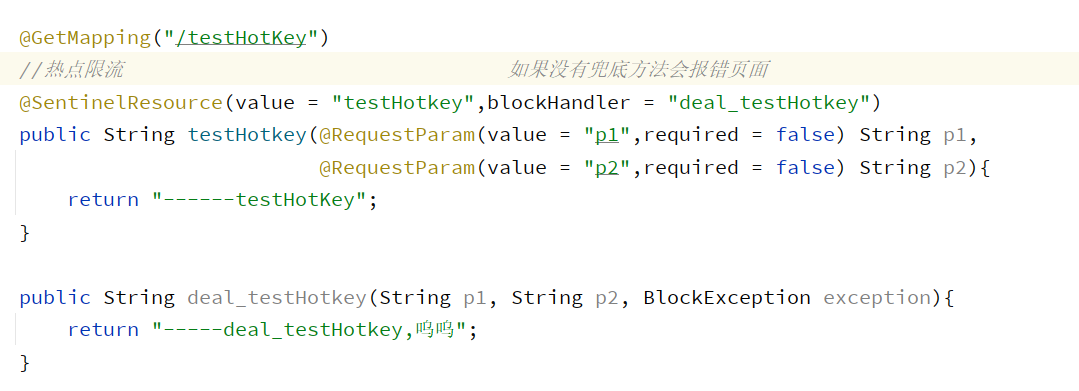 @GetMapping("/testHotKey")
//热点限流                                如果没有兜底方法会报错页面
@SentinelResource(value = "testHotkey",blockHandler = "deal_testHotkey")
public String testHotkey(@RequestParam(value = "p1",required = false) String p1,
                         @RequestParam(value = "p2",required = false) String p2){
    return "------testHotKey";
}

public String deal_testHotkey(String p1, String p2, BlockException exception){
    return "-----deal_testHotkey,呜呜";
}